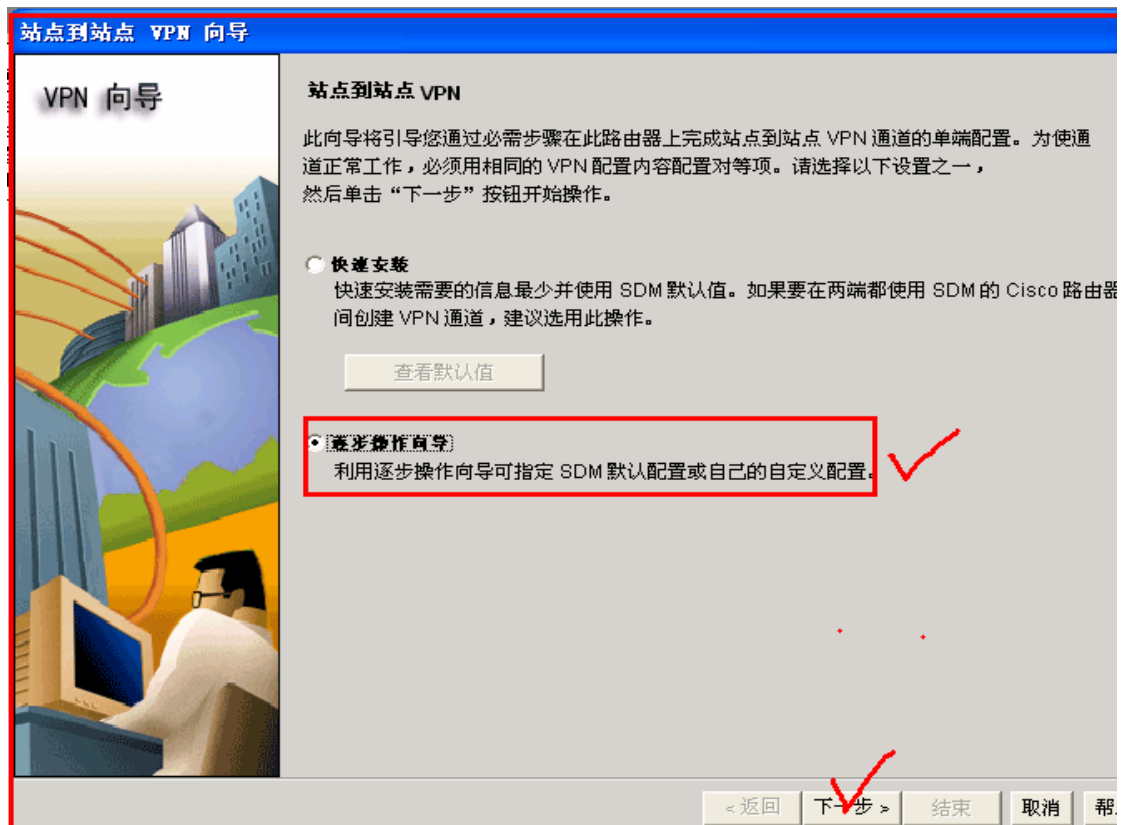 站点到站点 VPN 向导
VPN 向导
站点到站点 VPN
此向导将引导您通过必需步骤在此路由器上完成站点到站点 VPN 通道的单端配置。为使通
道正常工作，必须用相同的 VPN 配置内容配置对等项。请选择以下设置之一，
然后单击“下一步”按钮开始操作。
快速安装
快速安装需要的信息最少并使用 SDM 默认值。如果要在两端都使用 SDM 的 Cisco 路由器
间创建 VPN 通道，建议选用此操作。
查看默认值
逐步操作向导
利用逐步操作向导可指定 SDM 默认配置或自己的自定义配置。
<返回 下一步> 结束 取消 帮